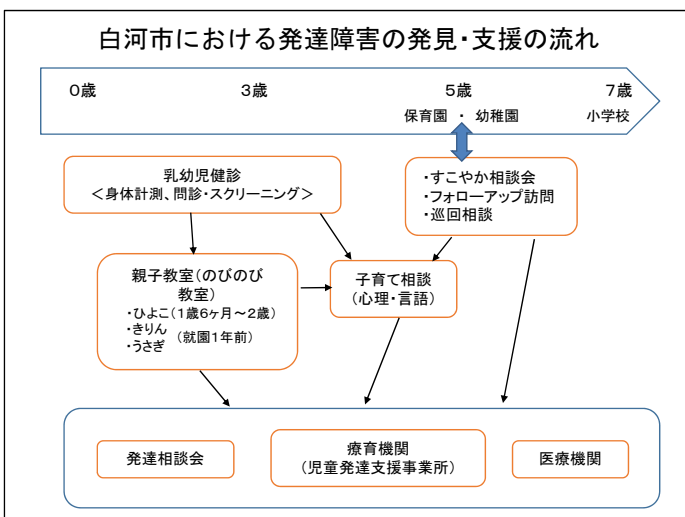 白河市における発達障害の発見・支援の流れ
0歳 3歳 5歳 7歳
保育園 ・ 幼稚園 小学校
乳幼児健診
＜身体計測、問診・スクリーニング＞
・すこやか相談会
・フォローアップ訪問
・巡回相談
親子教室（のびのび
教室）
・ひよこ（1歳6ヶ月～2歳）
・きりん
・うさぎ
（就園1年前）
子育て相談
（心理・言語）
発達相談会
療育機関
（児童発達支援事業所）
医療機関